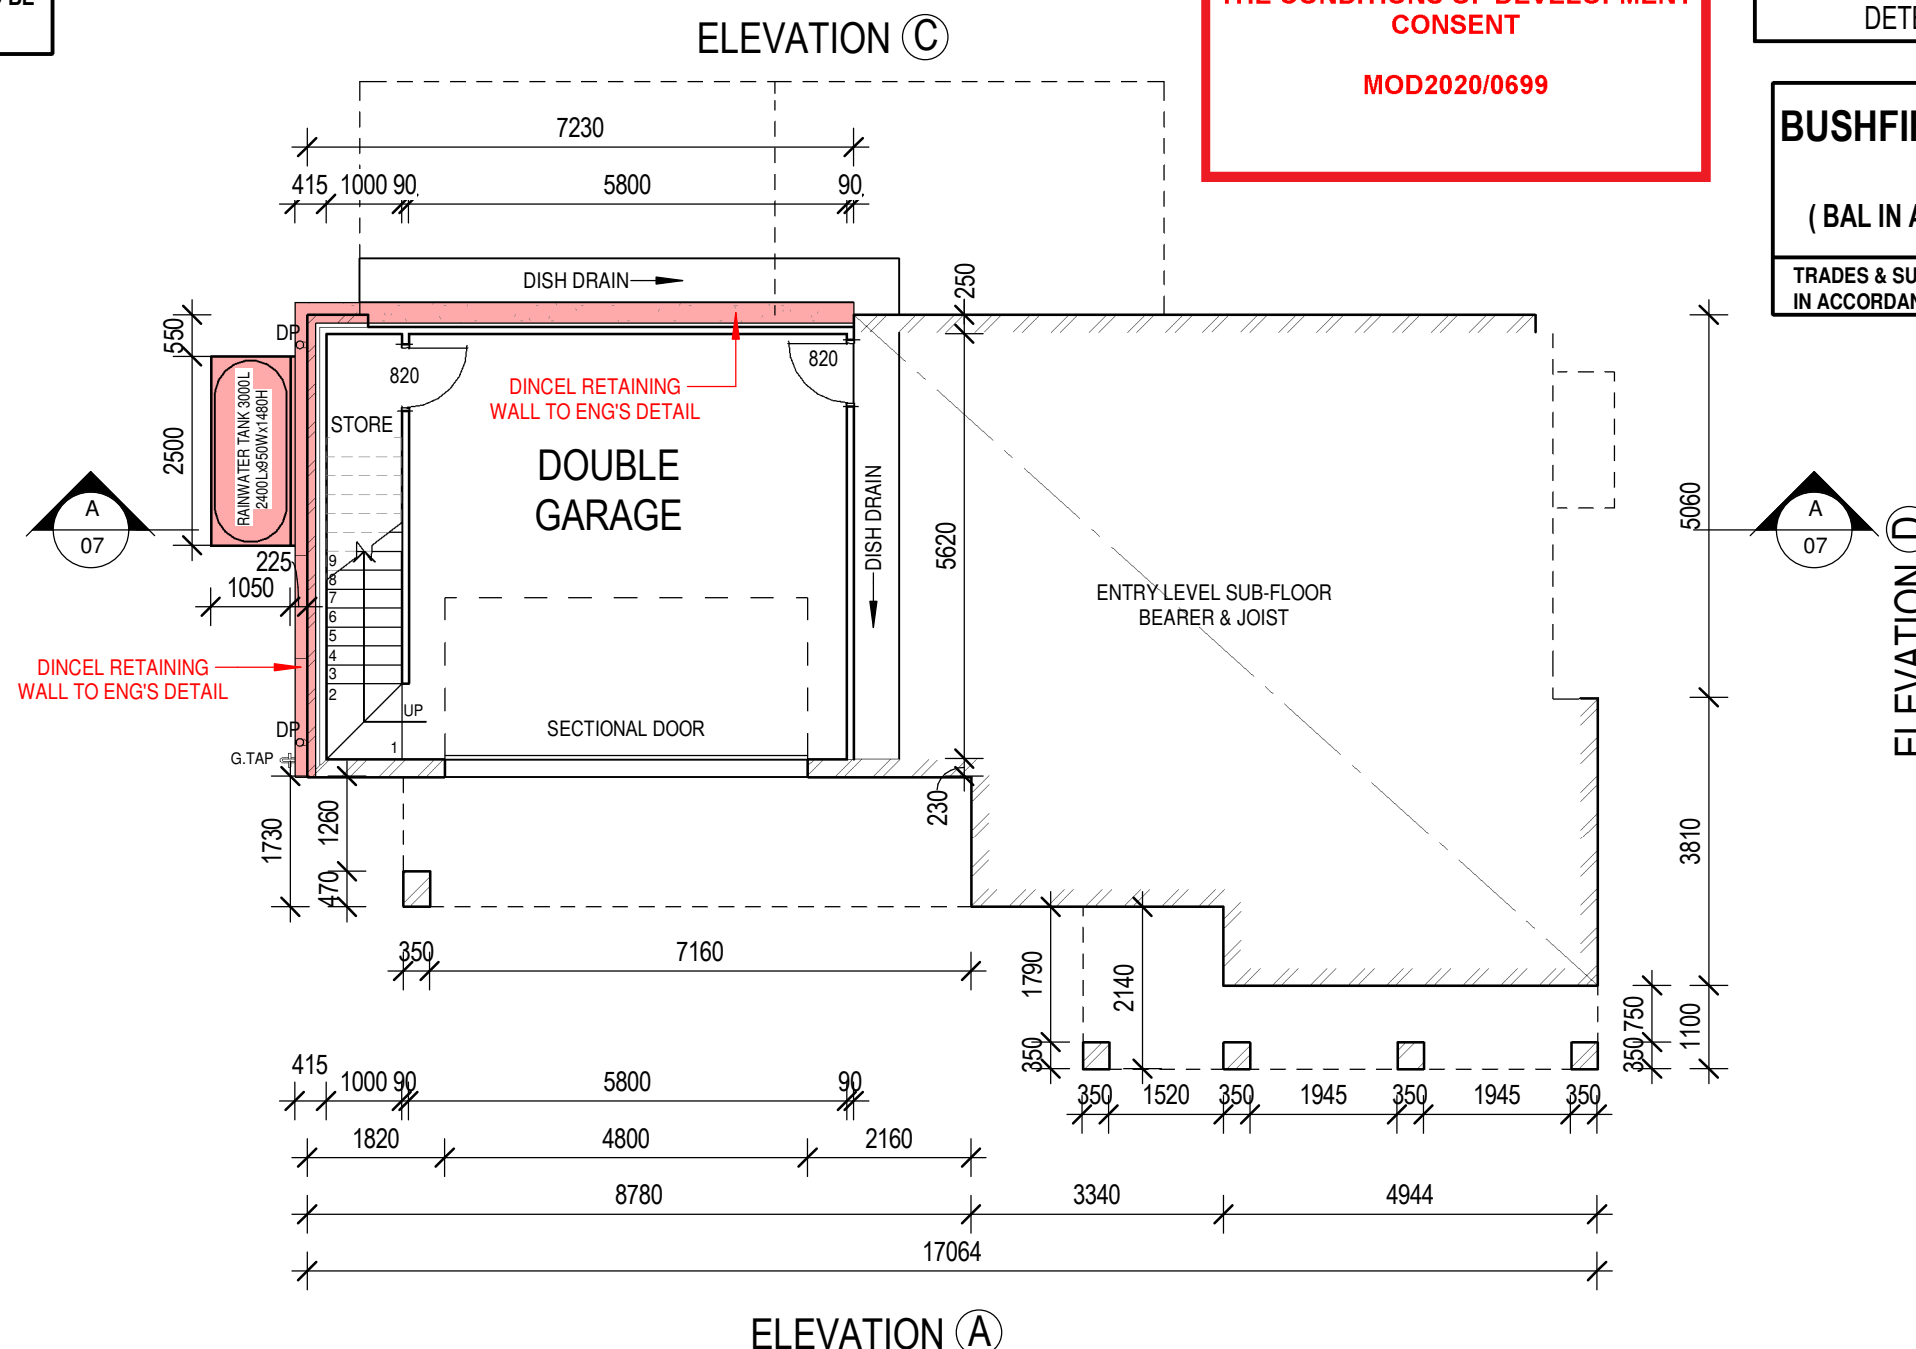 BE
ELEVATION C
THE CONDITIONS OF DEVELOPMENT
CONSENT
MOD2020/0699
BUSHFI
( BAL IN A
TRADES & SU
IN ACCORDAN
7230
415 1000 90 5800 90
DISH DRAIN
250
550
DP
820
820
DINCEL RETAINING
WALL TO ENG'S DETAIL
RAINWATER TANK 3000L
2400Lx950Wx1480H
STORE
2500
DOUBLE
GARAGE
DISH DRAIN
5620
5060
A
07
A
07
ELEVATION D
225
1050
9
8
7
6
5
4
3
2
1
UP
ENTRY LEVEL SUB-FLOOR
BEARER & JOIST
DINCEL RETAINING
WALL TO ENG'S DETAIL
SECTIONAL DOOR
DP
G.TAP
1730
1260
470
230
3810
350 7160
1790
2140
350
750
350
1100
415
1000 90 5800 90
350 1520 350 1945 350 1945 350
1820 4800 2160
8780 3340 4944
17064
ELEVATION A